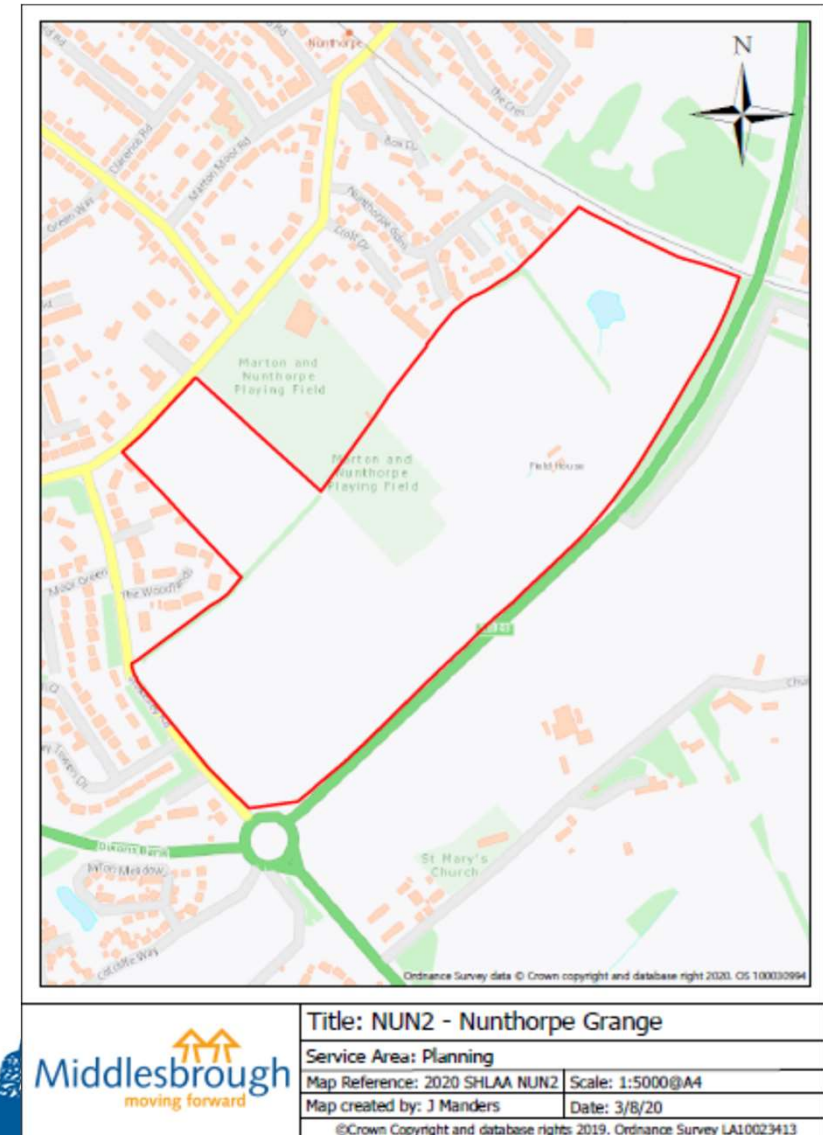 Nunthorpe
N
The Cres
Clarence Rd
Marton Moor Rd
Green Way
Nunthorpe Gdns
Croft Dr
Marton and
Nunthorpe
Playing Field
Marton and
Nunthorpe
Playing Field
Field House
Moor Green
The Woodlands
Dixons Bank
St Mary's
Church
Ordnance Survey data © Crown copyright and database right 2020. OS 100030994
Middlesbrough
moving forward
Title: NUN2 - Nunthorpe Grange
Service Area: Planning
Map Reference: 2020 SHLAA NUN2
Scale: 1:5000@A4
Map created by: J Manders
Date: 3/8/20
©Crown Copyright and database rights 2019. Ordnance Survey LA10023413